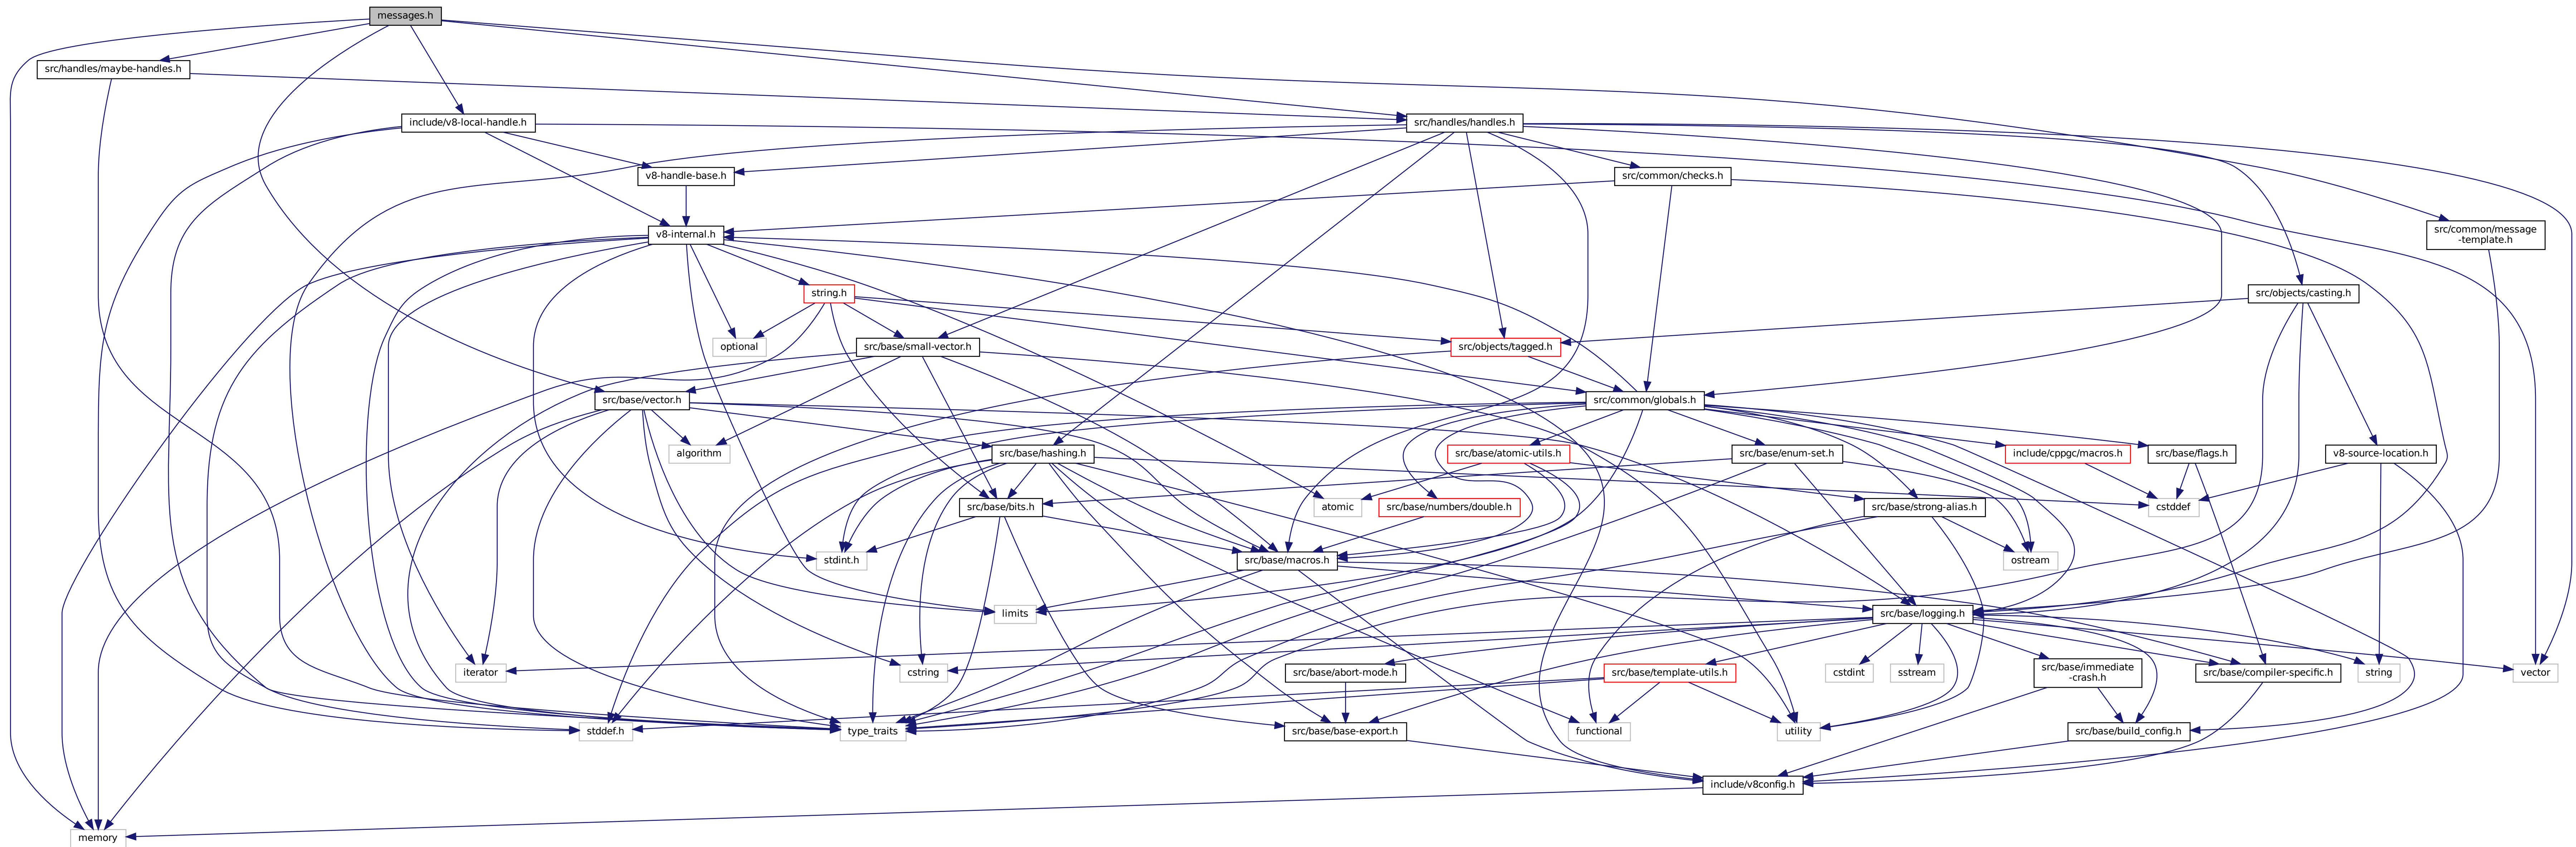 messages.h
src/handles/maybe-handles.h
include/v8-local-handle.h
src/handles/handles.h
v8-handle-base.h
src/common/checks.h
v8-internal.h
src/common/message
-template.h
string.h
src/objects/casting.h
optional
src/base/small-vector.h
src/objects/tagged.h
src/base/vector.h
src/common/globals.h
algorithm
src/base/hashing.h
src/base/atomic-utils.h
src/base/enum-set.h
include/cppgc/macros.h
src/base/flags.h
v8-source-location.h
src/base/bits.h
atomic
src/base/numbers/double.h
src/base/strong-alias.h
cstddef
stdint.h
src/base/macros.h
ostream
limits
src/base/logging.h
iterator
cstring
src/base/abort-mode.h
src/base/template-utils.h
cstdint
sstream
src/base/immediate
-crash.h
src/base/compiler-specific.h
string
vector
stddef.h
type_traits
src/base/base-export.h
functional
utility
src/base/build_config.h
include/v8config.h
memory